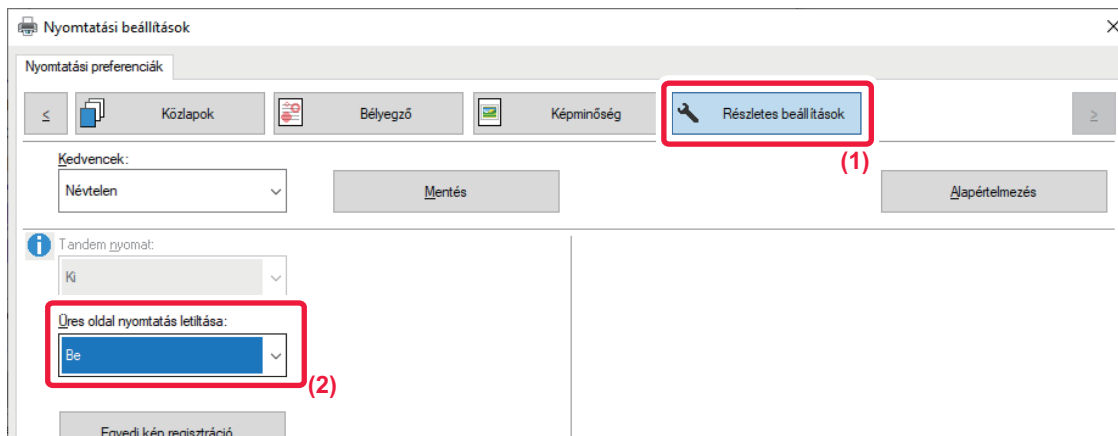 Nyomtatási beállítások
Nyomtatási preferenciák
< Közlapok Bélyegző Képminőség Részletes beállítások >
(1)
Kedvencek:
Névtelen Mentés Alapértelmezés
Tandem nyomat:
Ki
Üres oldal nyomtatás letiltása:
Be
(2)
Egyedi kép regisztráció